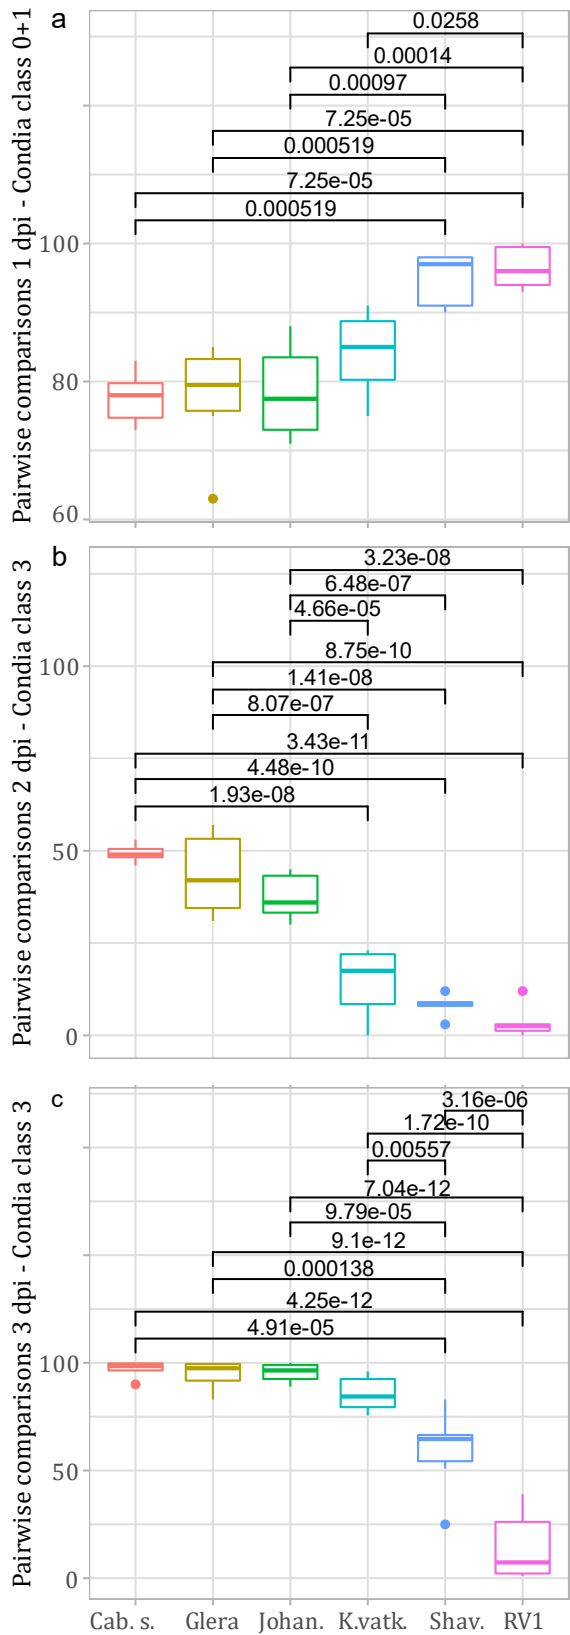 a
Pairwise comparisons 1 dpi - Condia class 0+1
0.0258
0.00014
0.00097
7.25e-05
0.000519
7.25e-05
0.000519
100
80
60
b
Pairwise comparisons 2 dpi - Condia class 3
3.23e-08
6.48e-07
4.66e-05
8.75e-10
1.41e-08
8.07e-07
3.43e-11
4.48e-10
1.93e-08
100
50
0
c
Pairwise comparisons 3 dpi - Condia class 3
3.16e-06
1.72e-10
0.00557
7.04e-12
9.79e-05
9.1e-12
0.000138
4.25e-12
4.91e-05
100
50
0
Cab. s. Glera Johan. K.vatk. Shav. RV1